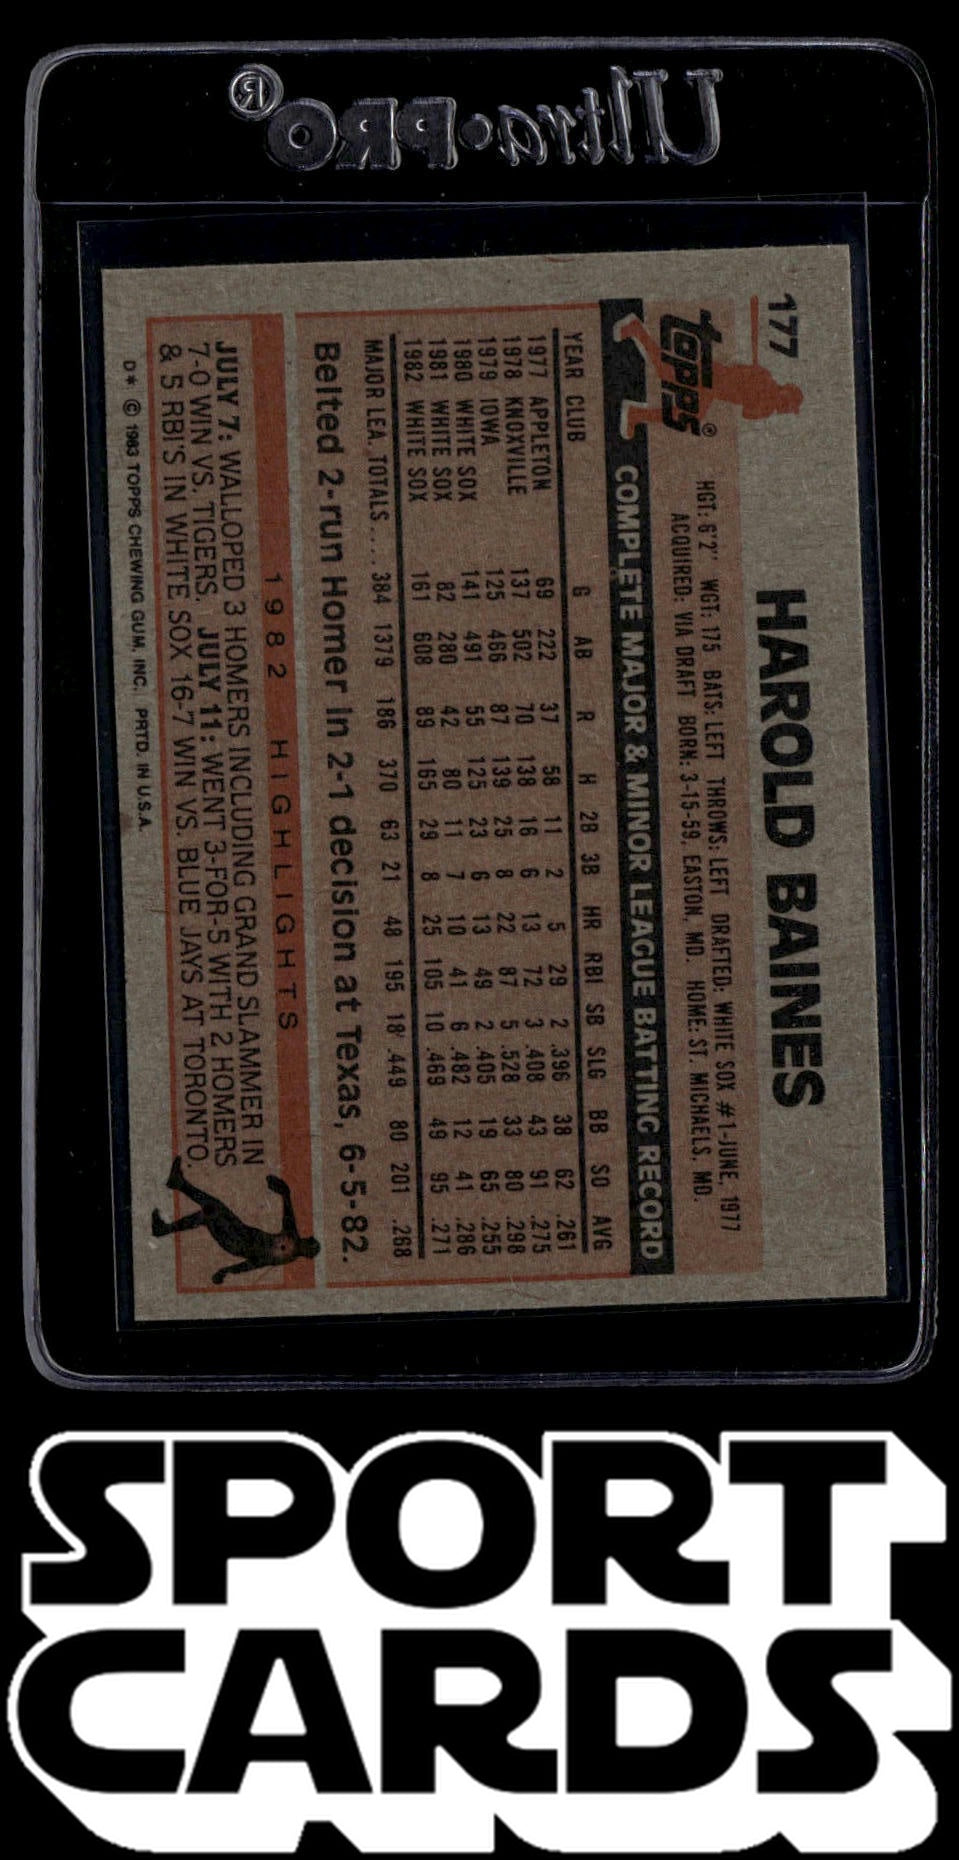 Ultra•PRO®
177
topps®
HAROLD BAINES
HGT: 6'2" WGT: 175 BATS: LEFT THROWS: LEFT DRAFTED: WHITE SOX #1-JUNE, 1977
ACQUIRED: VIA DRAFT BORN: 3-15-59, EASTON, MD. HOME: ST. MICHAELS, MD.
COMPLETE MAJOR & MINOR LEAGUE BATTING RECORD
YEAR CLUB G AB R H 2B 3B HR RBI SB SLG BB SO AVG
1977 APPLETON 69 222 37 58 11 2 5 29 2 .396 38 62 .261
1978 KNOXVILLE 137 502 70 138 16 6 13 72 3 .408 43 91 .275
1979 IOWA 125 466 87 139 25 8 22 87 5 .528 33 80 .298
1980 WHITE SOX 141 491 55 125 23 6 13 49 2 .405 19 65 .255
1981 WHITE SOX 82 280 42 80 11 7 10 41 6 .482 12 41 .286
1982 WHITE SOX 161 608 89 165 29 8 25 105 10 .469 49 95 .271
MAJOR LEA. TOTALS.... 384 1379 186 370 63 21 48 195 18 .449 80 201 .268
Belted 2-run Homer in 2-1 decision at Texas, 6-5-82.
1982 HIGHLIGHTS
JULY 7: WALLOPED 3 HOMERS INCLUDING GRAND SLAMMER IN
7-0 WIN VS. TIGERS. JULY 11: WENT 3-FOR-5 WITH 2 HOMERS
& 5 RBI'S IN WHITE SOX 16-7 WIN VS. BLUE JAYS AT TORONTO.
D* © 1983 TOPPS CHEWING GUM, INC. PRTD. IN U.S.A.
SPORT
CARDS